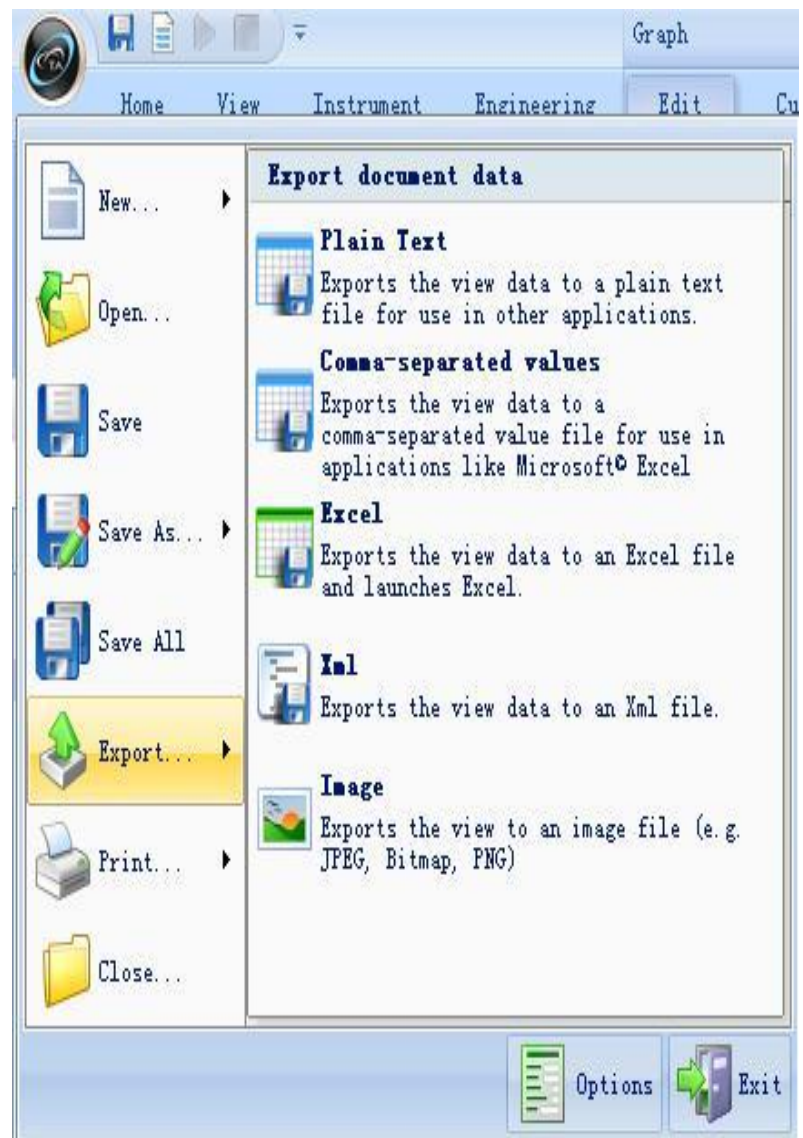 Graph
Home View Instrument Engineering Edit Cu
New...
Open...
Save
Save As...
Save All
Export...
Print...
Close...
Export document data
Plain Text
Exports the view data to a plain text
file for use in other applications.
Comma-separated values
Exports the view data to a
comma-separated value file for use in
applications like Microsoft© Excel
Excel
Exports the view data to an Excel file
and launches Excel.
Xml
Exports the view data to an Xml file.
Image
Exports the view to an image file (e.g.
JPEG, Bitmap, PNG)
Options Exit